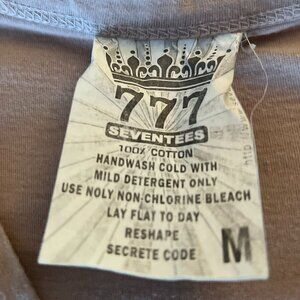 777
SEVENTEES
100% COTTON
HANDWASH COLD WITH
MILD DETERGENT ONLY
USE NOLY NON-CHLORINE BLEACH
LAY FLAT TO DAY
RESHAPE
SECRETE CODE
M